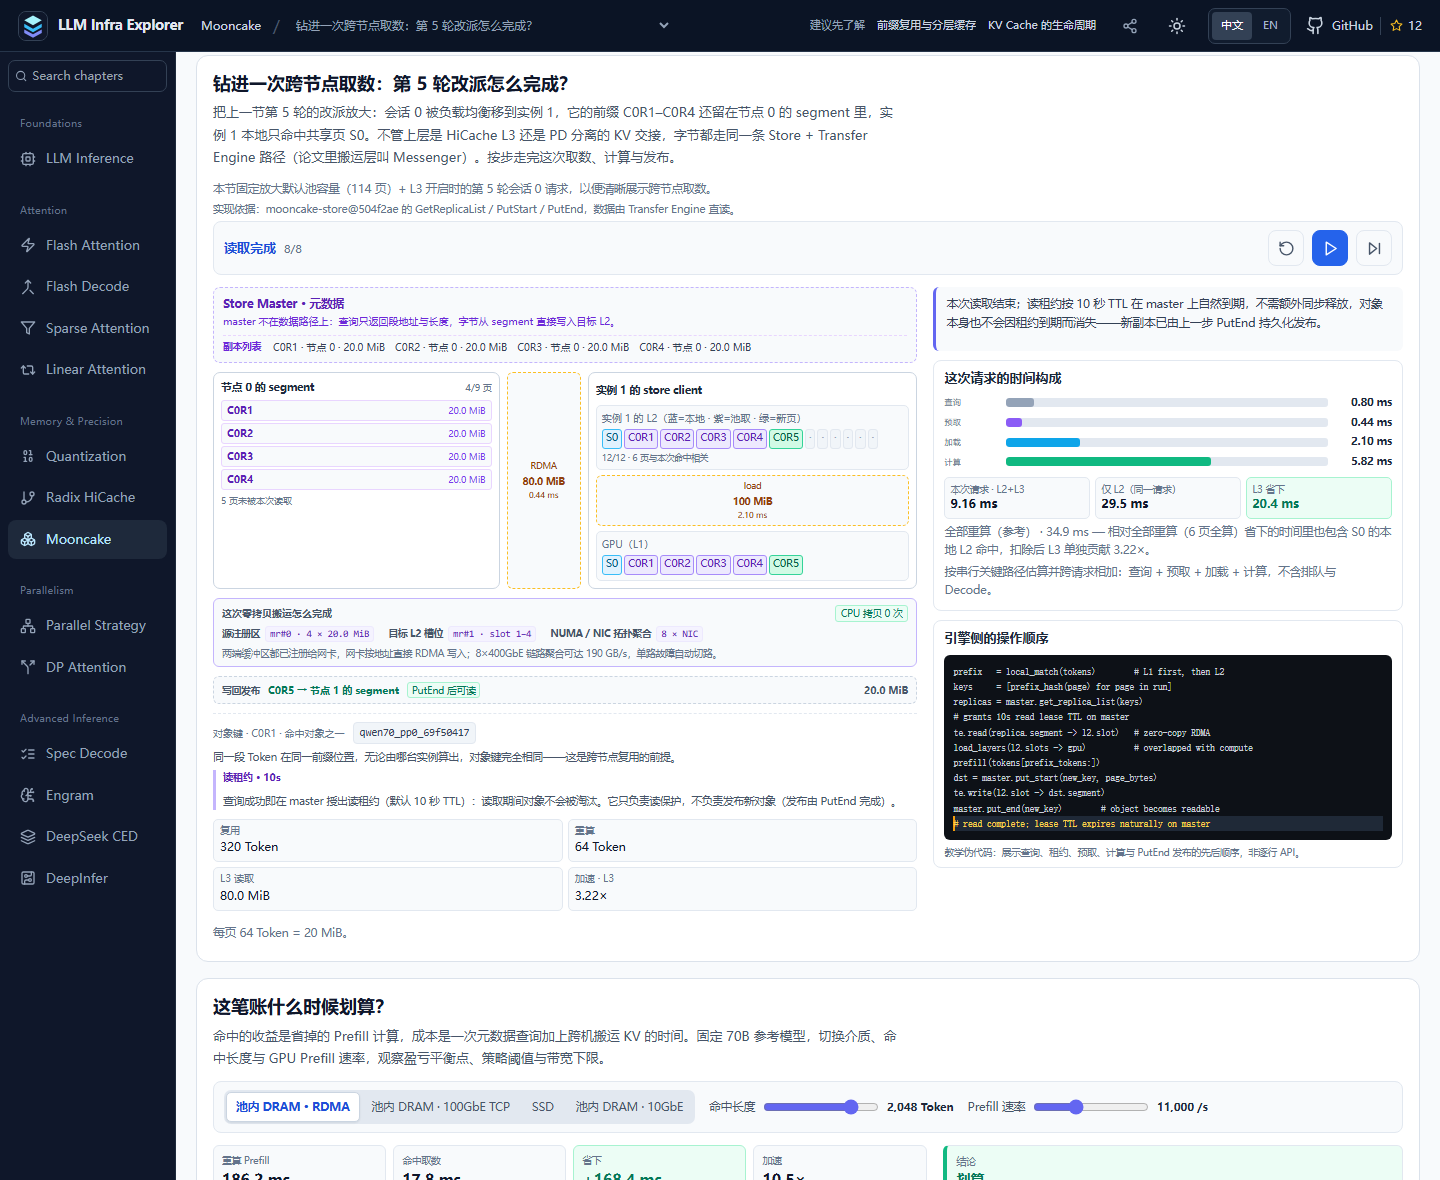 LLM Infra Explorer
Mooncake / 钻进一次跨节点取数：第 5 轮改派怎么完成？
建议先了解 前缀复用与分层缓存 KV Cache 的生命周期
中文 EN
GitHub 12
Search chapters
Foundations
LLM Inference
Attention
Flash Attention
Flash Decode
Sparse Attention
Linear Attention
Memory & Precision
Quantization
Radix HiCache
Mooncake
Parallelism
Parallel Strategy
DP Attention
Advanced Inference
Spec Decode
Engram
DeepSeek CED
DeepInfer
钻进一次跨节点取数：第 5 轮改派怎么完成？
把上一节第 5 轮的改派放大：会话 0 被负载均衡移到实例 1，它的前缀 C0R1–C0R4 还留在节点 0 的 segment 里，实
例 1 本地只命中共享页 S0。不管上层是 HiCache L3 还是 PD 分离的 KV 交接，字节都走同一条 Store + Transfer
Engine 路径（论文里搬运层叫 Messenger）。按步走完这次取数、计算与发布。
本节固定放大默认池容量（114 页）+ L3 开启时的第 5 轮会话 0 请求，以便清晰展示跨节点取数。
实现依据：mooncake-store@504f2ae 的 GetReplicaList / PutStart / PutEnd，数据由 Transfer Engine 直读。
读取完成 8/8
Store Master · 元数据
master 不在数据路径上：查询只返回段地址与长度，字节从 segment 直接写入目标 L2。
副本列表 C0R1 · 节点 0 · 20.0 MiB C0R2 · 节点 0 · 20.0 MiB C0R3 · 节点 0 · 20.0 MiB C0R4 · 节点 0 · 20.0 MiB
节点 0 的 segment 4/9 页
C0R1 20.0 MiB
C0R2 20.0 MiB
C0R3 20.0 MiB
C0R4 20.0 MiB
5 页未被本次读取
RDMA
80.0 MiB
0.44 ms
实例 1 的 store client
实例 1 的 L2（蓝=本地 · 紫=池取 · 绿=新页）
S0 C0R1 C0R2 C0R3 C0R4 C0R5 · · · · · ·
12/12 · 6 页与本次命中相关
load
100 MiB
2.10 ms
GPU（L1）
S0 C0R1 C0R2 C0R3 C0R4 C0R5
这次零拷贝搬运怎么完成 CPU 拷贝 0 次
源注册区 mr#0 · 4 × 20.0 MiB 目标 L2 槽位 mr#1 · slot 1–4 NUMA / NIC 拓扑聚合 8 × NIC
两端缓冲区都已注册给网卡，网卡按地址直接 RDMA 写入；8×400GbE 链路聚合可达 190 GB/s，单路故障自动切路。
写回发布 C0R5 → 节点 1 的 segment PutEnd 后可读 20.0 MiB
对象键 · C0R1 · 命中对象之一 qwen70_pp0_69f50417
同一段 Token 在同一前缀位置，无论由哪台实例算出，对象键完全相同——这是跨节点复用的前提。
读租约 · 10s
查询成功即在 master 授出读租约（默认 10 秒 TTL）：读取期间对象不会被淘汰。它只负责读保护，不负责发布新对象（发布由 PutEnd 完成）。
复用
320 Token
重算
64 Token
L3 读取
80.0 MiB
加速 · L3
3.22×
每页 64 Token = 20 MiB。
本次读取结束；读租约按 10 秒 TTL 在 master 上自然到期，不需额外同步释放，对象
本身也不会因租约到期而消失——新副本已由上一步 PutEnd 持久化发布。
这次请求的时间构成
查询 0.80 ms
预取 0.44 ms
加载 2.10 ms
计算 5.82 ms
本次请求 · L2+L3
9.16 ms
仅 L2（同一请求）
29.5 ms
L3 省下
20.4 ms
全部重算（参考）· 34.9 ms — 相对全部重算（6 页全算）省下的时间里也包含 S0 的本
地 L2 命中，扣除后 L3 单独贡献 3.22×。
按串行关键路径估算并跨请求相加：查询 + 预取 + 加载 + 计算，不含排队与
Decode。
引擎侧的操作顺序
prefix = local_match(tokens) # L1 first, then L2
keys = [prefix_hash(page) for page in run]
replicas = master.get_replica_list(keys)
# grants 10s read lease TTL on master
te.read(replica.segment -> l2.slot) # zero-copy RDMA
load_layers(l2.slots -> gpu) # overlapped with compute
prefill(tokens[prefix_tokens:])
dst = master.put_start(new_key, page_bytes)
te.write(l2.slot -> dst.segment)
master.put_end(new_key) # object becomes readable
# read complete; lease TTL expires naturally on master
教学伪代码：展示查询、租约、预取、计算与 PutEnd 发布的先后顺序，非逐行 API。
这笔账什么时候划算？
命中的收益是省掉的 Prefill 计算，成本是一次元数据查询加上跨机搬运 KV 的时间。固定 70B 参考模型，切换介质、命
中长度与 GPU Prefill 速率，观察盈亏平衡点、策略阈值与带宽下限。
池内 DRAM · RDMA 池内 DRAM · 100GbE TCP SSD 池内 DRAM · 10GbE 命中长度 2,048 Token Prefill 速率 11,000 /s
重算 Prefill
186.2 ms
命中取数
17.8 ms
省下
+168.4 ms
加速
10.5×
结论
划算